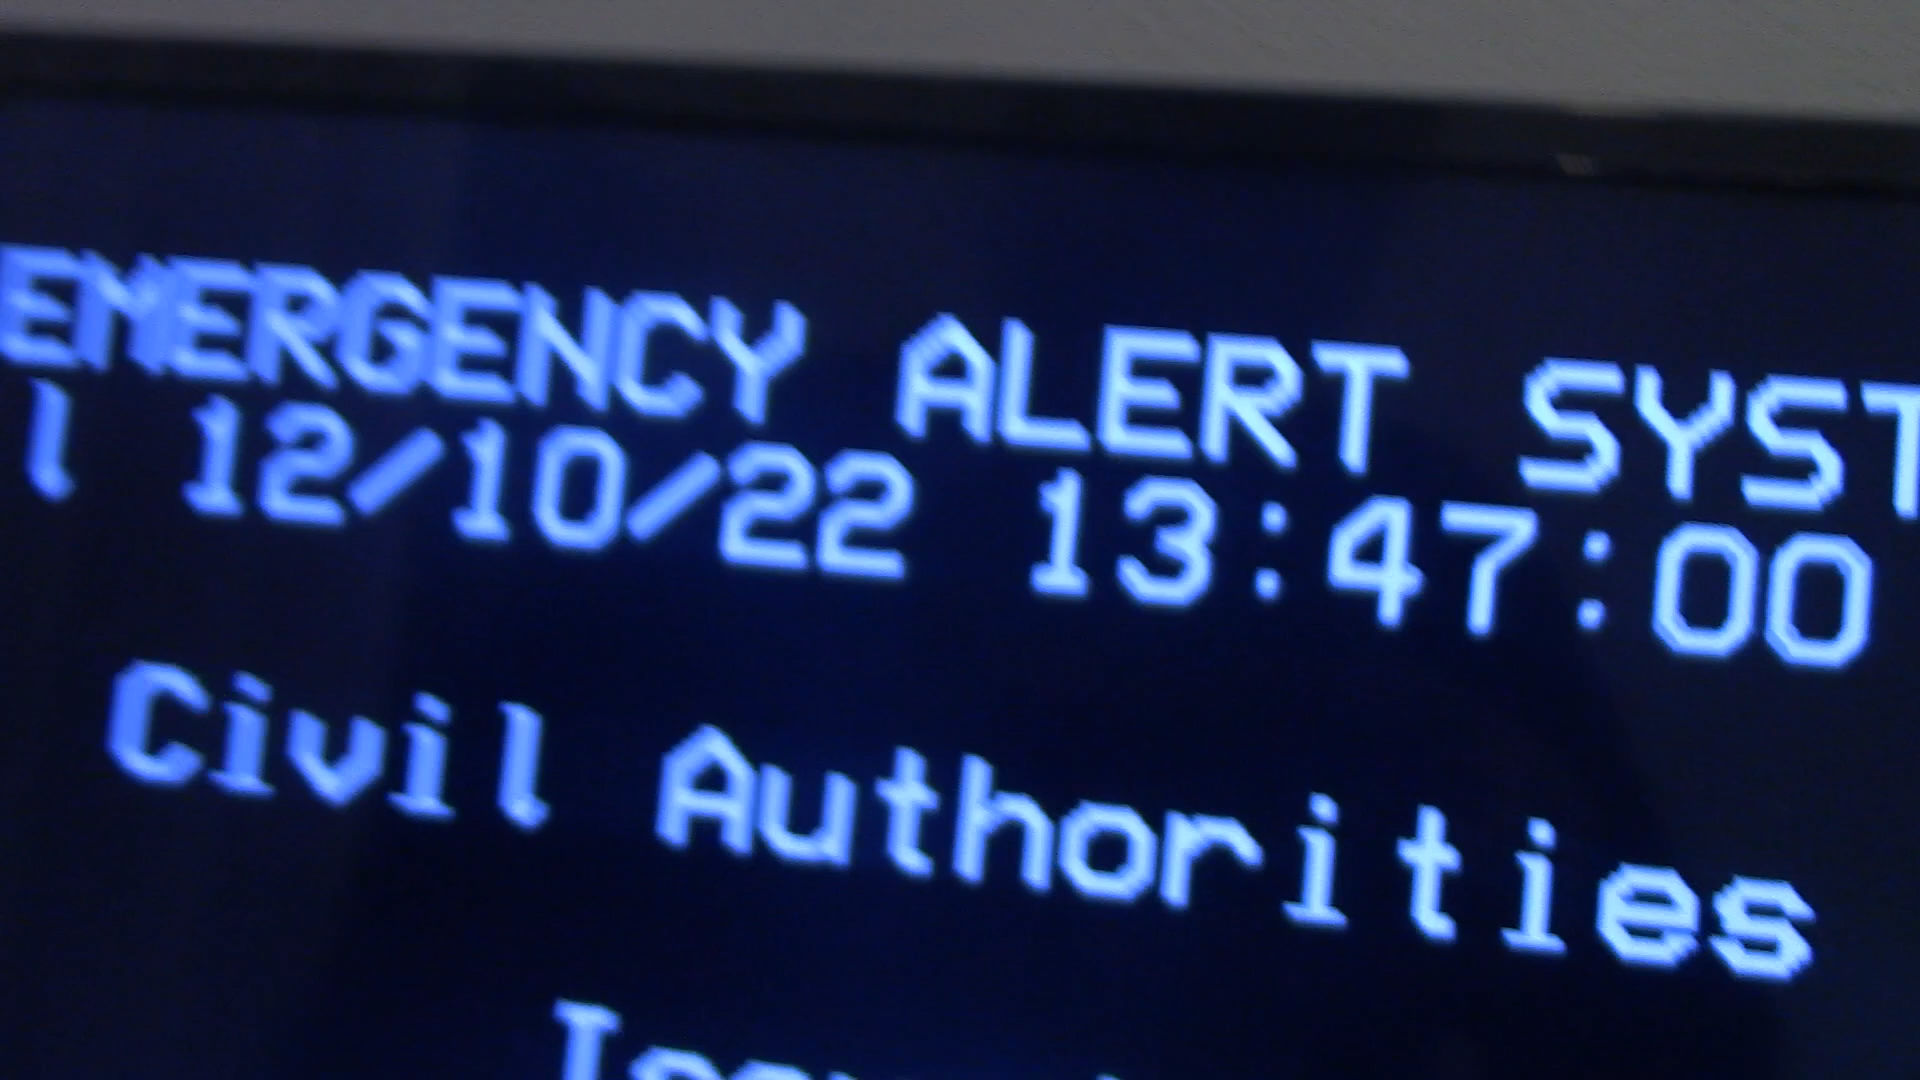 EMERGENCY ALERT SYST
l 12/10/22 13:47:00
Civil Authorities